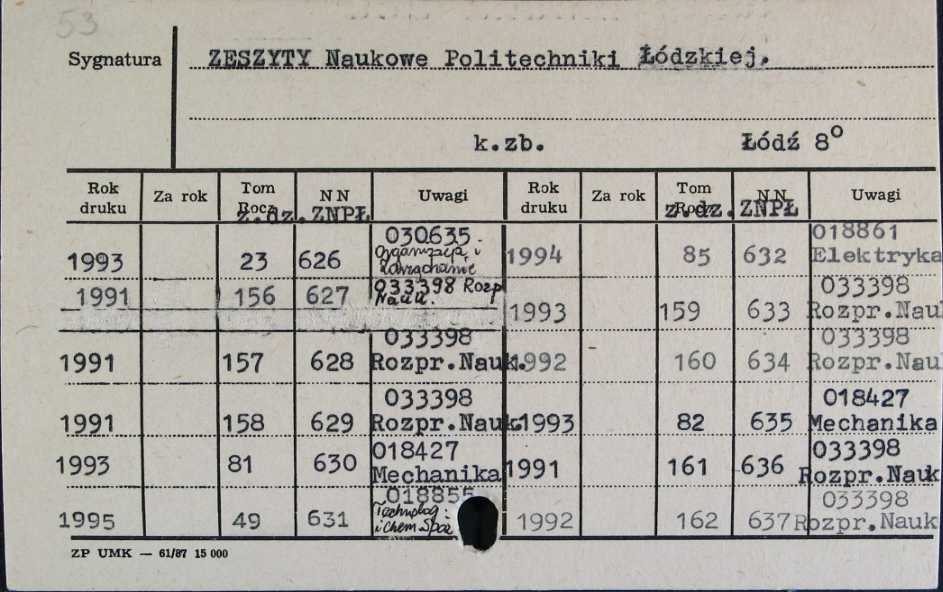 53
Sygnatura
ZESZYTY Naukowe Politechniki Łódzkiej.
k.zb. Łódź 8°
Rok druku Za rok Tom Rocz. NN Uwagi Rok druku Za rok Tom Rocz. NN Uwagi
z.dz. ZNPŁ z.dz. ZNPŁ
1993 23 626 030635 Organizacja i Zarządzanie 1994 85 632 018861 Elektryka
1991 156 627 033398 Rozp Nauk. 1993 159 633 033398 Rozpr.Nauk
1991 157 628 033398 Rozpr.Nauk. 1992 160 634 033398 Rozpr.Nauk
1991 158 629 033398 Rozpr.Nauk. 1993 82 635 018427 Mechanika
1993 81 630 018427 Mechanika 1991 161 636 033398 Rozpr.Nauk
1995 49 631 018855 Technolog. i Chem. Spoż 1992 162 637 033398 Rozpr.Nauk
ZP UMK — 61/87 15 000